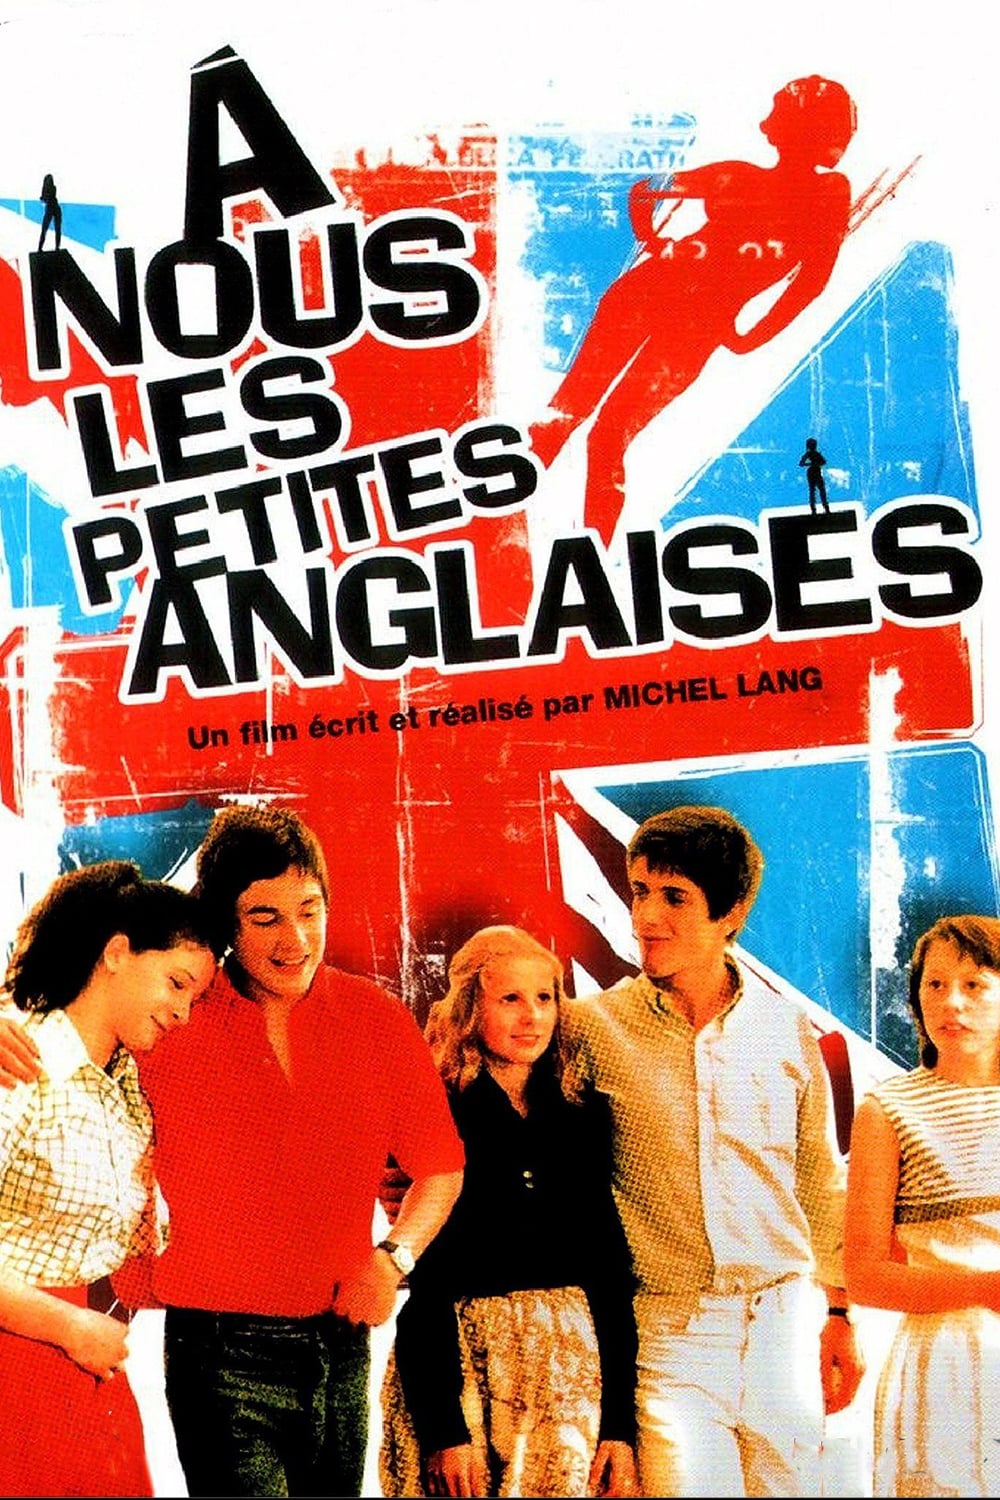 A
NOUS
LES
PETITES
ANGLAISES
Un film écrit et réalisé par MICHEL LANG